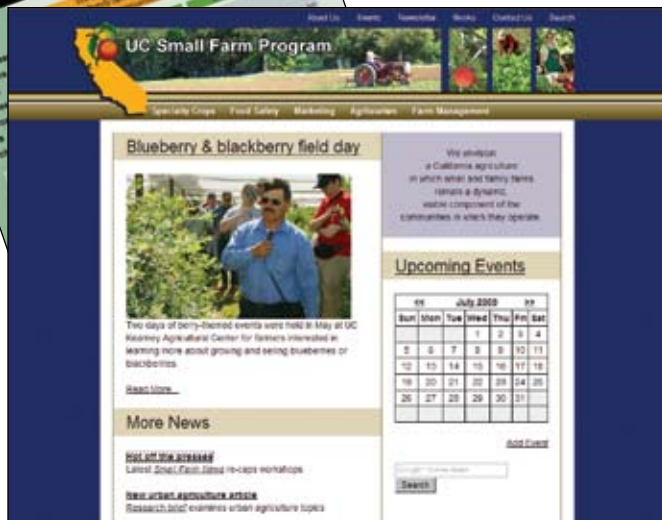 About Us Events Newsletter Books Contact Us Search
UC Small Farm Program
Specialty Crops Food Safety Marketing Agritourism Farm Management
Blueberry & blackberry field day
Two days of berry-themed events were held in May at UC
Kearney Agricultural Center for farmers interested in
learning more about growing and selling blueberries or
blackberries.
Read More...
More News
Hot off the presses!
Latest Small Farm News re-caps workshops
New urban agriculture article
Research brief examines urban agriculture topics
We envision
a California agriculture
in which small and family farms
remain a dynamic,
viable component of the
communities in which they operate.
Upcoming Events
<< July 2009 >>
Sun Mon Tue Wed Thu Fri Sat
1 2 3 4
5 6 7 8 9 10 11
12 13 14 15 16 17 18
19 20 21 22 23 24 25
26 27 28 29 30 31
Add Event
Search